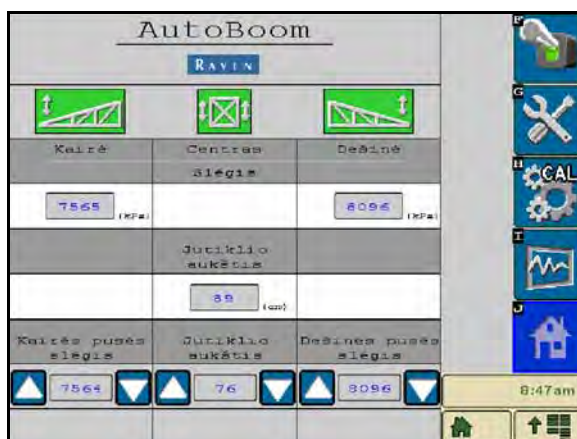 AutoBoom
RAVEN
F
G
H
CAL
I
J
Kairė Centras Dešinė
Slėgis
7565 (kPa) 8096 (kPa)
Jutiklio
aukštis
89 (cm)
Kairės pusės Jutiklio Dešinės pusės
slėgis aukštis slėgis
7564 76 8096
8:47am